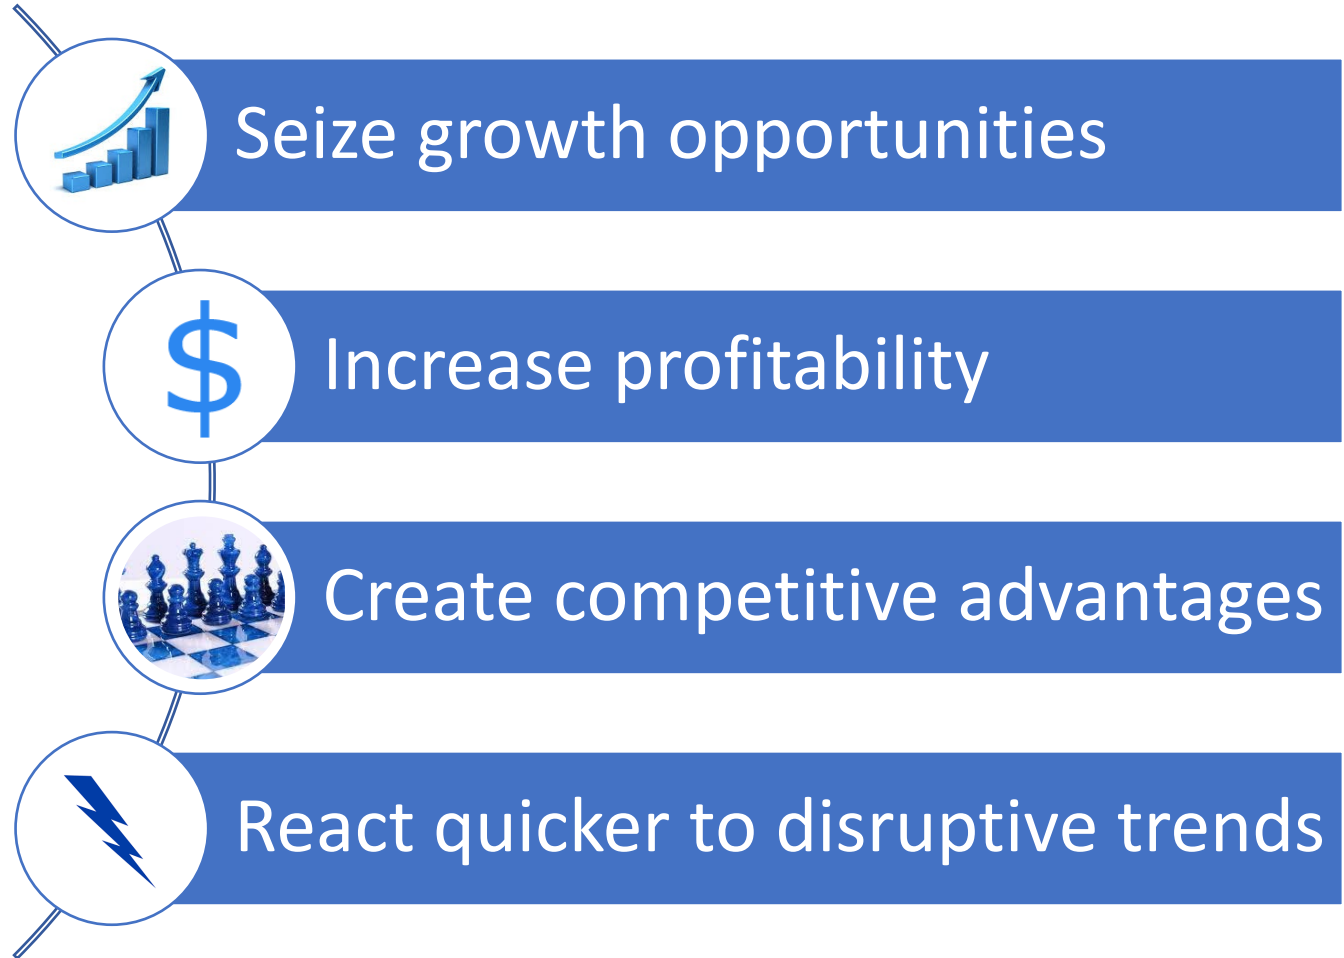 Seize growth opportunities
$
Increase profitability
Create competitive advantages
React quicker to disruptive trends